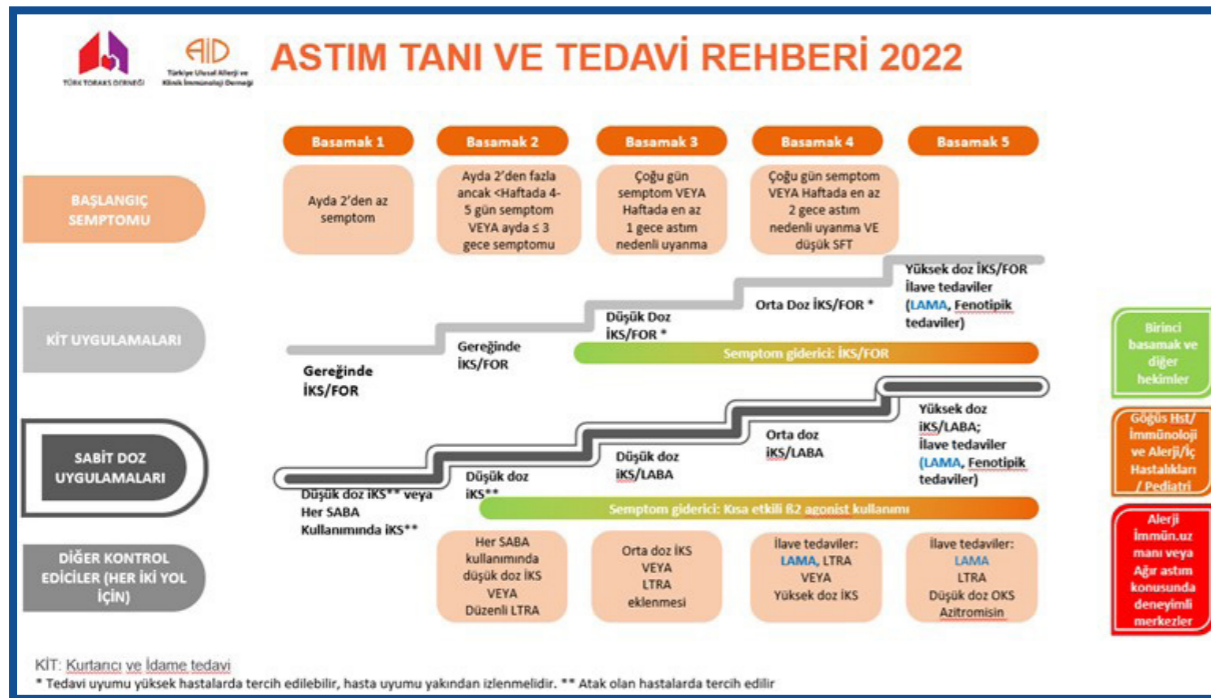 TÜRK TORAKS DERNEĞİ
AİD
Türkiye Ulusal Allerji ve
Klinik İmmünoloji Derneği
ASTIM TANI VE TEDAVİ REHBERİ 2022
Basamak 1
Basamak 2
Basamak 3
Basamak 4
Basamak 5
BAŞLANGIÇ
SEMPTOMU
Ayda 2’den az
semptom
Ayda 2’den fazla
ancak <Haftada 4-
5 gün semptom
VEYA ayda ≤ 3
gece semptomu
Çoğu gün
semptom VEYA
Haftada en az
1 gece astım
nedenli uyanma
Çoğu gün semptom
VEYA Haftada en az
2 gece astım
nedenli uyanma VE
düşük SFT
KİT UYGULAMALARI
Gereğinde
İKS/FOR
Gereğinde
İKS/FOR
Düşük Doz
İKS/FOR *
Orta Doz İKS/FOR *
Yüksek doz İKS/FOR
İlave tedaviler
(LAMA, Fenotipik
tedaviler)
Semptom giderici: İKS/FOR
SABİT DOZ
UYGULAMALARI
Düşük doz iKS** veya
Her SABA
Kullanımında iKS**
Düşük doz
iKS**
Düşük doz
iKS/LABA
Orta doz
iKS/LABA
Yüksek doz
iKS/LABA;
İlave tedaviler
(LAMA, Fenotipik
tedaviler)
Semptom giderici: Kısa etkili ß2 agonist kullanımı
DİĞER KONTROL
EDİCİLER (HER İKİ YOL
İÇİN)
Her SABA
kullanımında
düşük doz İKS
VEYA
Düzenli LTRA
Orta doz İKS
VEYA
LTRA
eklenmesi
İlave tedaviler:
LAMA, LTRA
VEYA
Yüksek doz İKS
İlave tedaviler:
LAMA
LTRA
Düşük doz OKS
Azitromisin
Birinci
basamak ve
diğer
hekimler
Göğüs Hst/
İmmünoloji
ve Alerji/İç
Hastalıkları
/ Pediatri
Alerji
İmmün.uz
manı veya
Ağır astım
konusunda
deneyimli
merkezler
KİT: Kurtarıcı ve İdame tedavi
* Tedavi uyumu yüksek hastalarda tercih edilebilir, hasta uyumu yakından izlenmelidir. ** Atak olan hastalarda tercih edilir